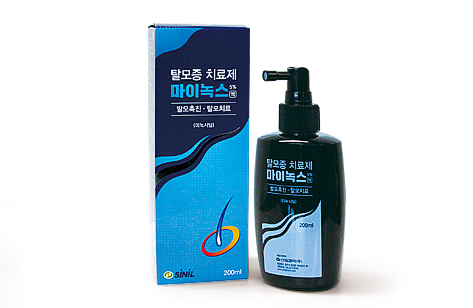 탈모증 치료제
마이녹스 5% 액
발모촉진 · 탈모치료
(미녹시딜)
SINIL
200ml
탈모증 치료제
마이녹스 5% 액
발모촉진 · 탈모치료
(미녹시딜)
200ml